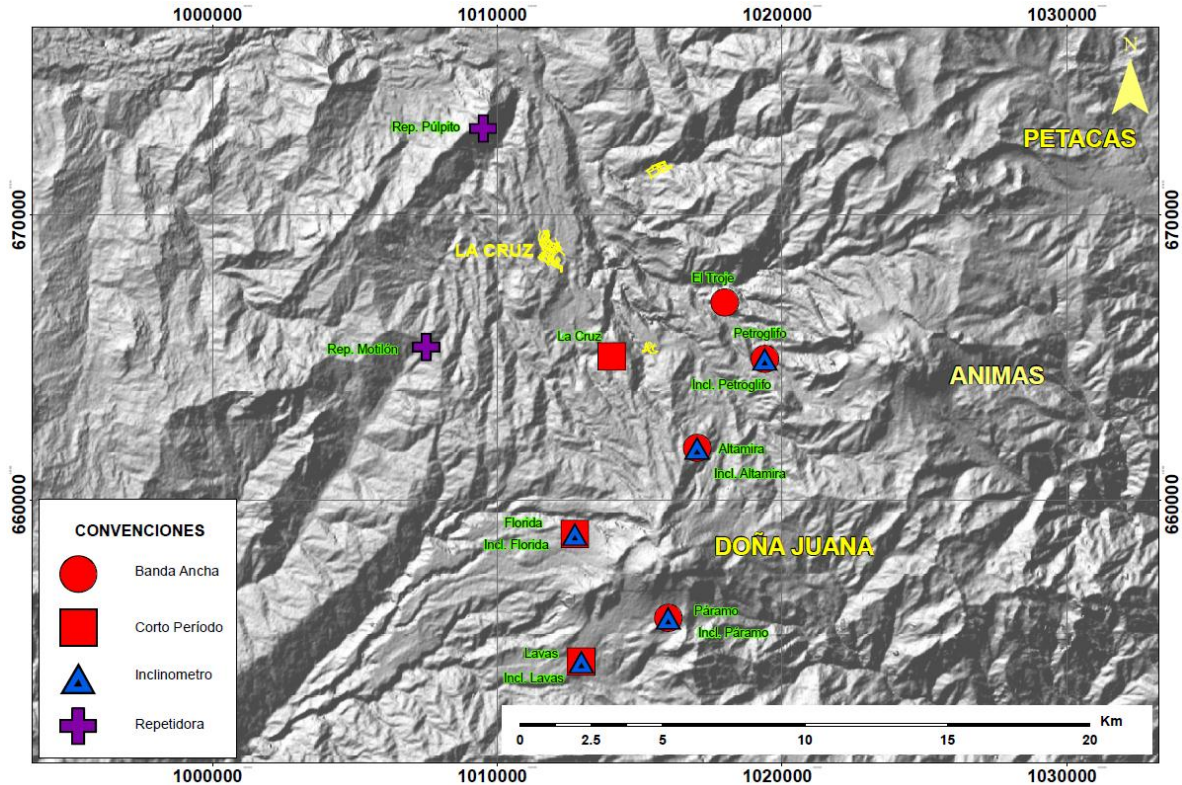 1000000
1010000
1020000
1030000
N
Rep. Púlpito
PETACAS
670000
670000
LA CRUZ
El Troje
La Cruz
Petroglifo
Rep. Motilón
Incl. Petroglifo
ANIMAS
Altamira
Incl. Altamira
660000
660000
Florida
Incl. Florida
DOÑA JUANA
Páramo
Incl. Páramo
Lavas
Incl. Lavas
CONVENCIONES
Banda Ancha
Corto Período
Inclinometro
Repetidora
Km
0
2.5
5
10
15
20
1000000
1010000
1020000
1030000